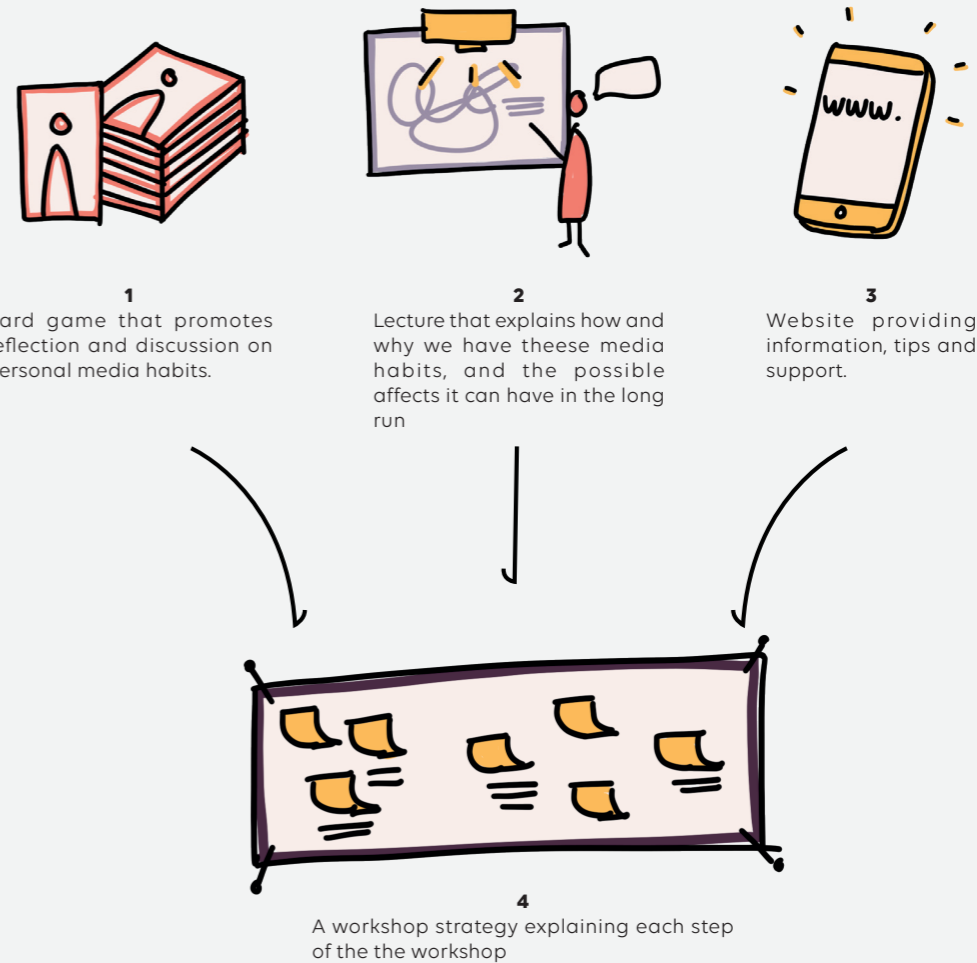 www.
1
ard game that promotes
eflection and discussion on
ersonal media habits.
2
Lecture that explains how and
why we have theese media
habits, and the possible
affects it can have in the long
run
3
Website providing
information, tips and
support.
4
A workshop strategy explaining each step
of the the workshop